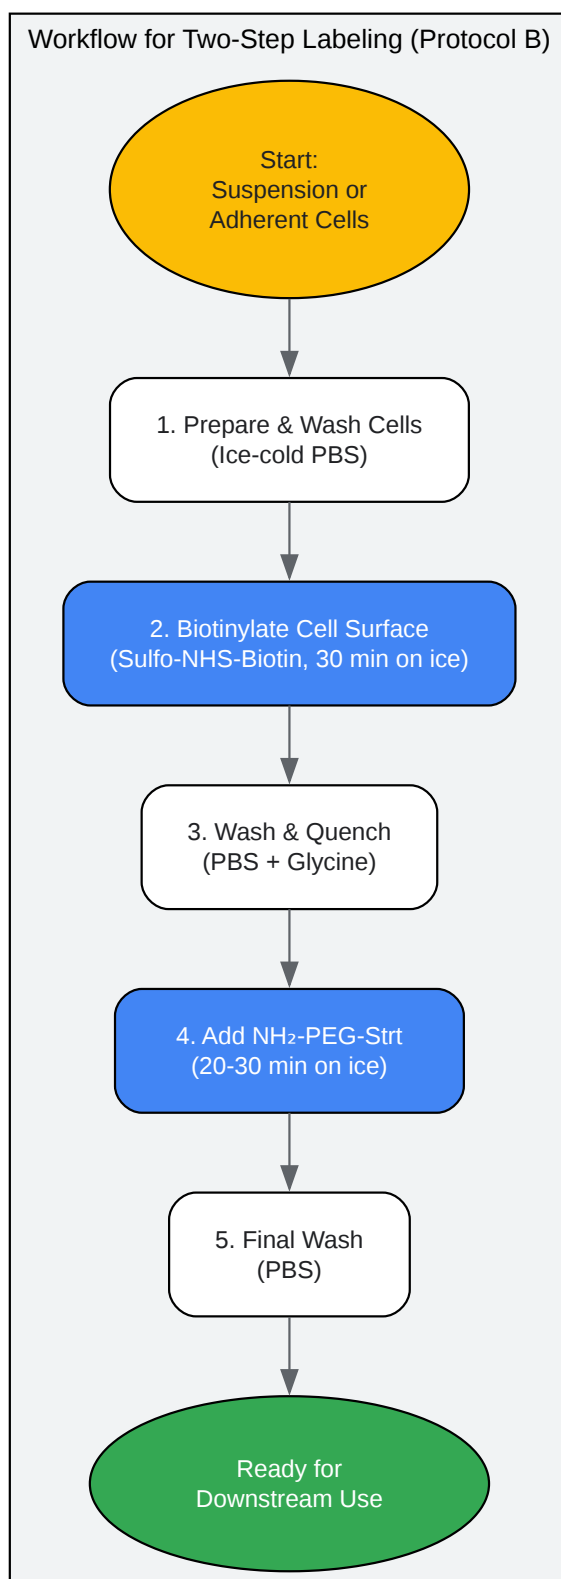 Workflow for Two-Step Labeling (Protocol B)
Start:
Suspension or
Adherent Cells
1. Prepare & Wash Cells
(Ice-cold PBS)
2. Biotinylate Cell Surface
(Sulfo-NHS-Biotin, 30 min on ice)
3. Wash & Quench
(PBS + Glycine)
4. Add NH₂-PEG-Strt
(20-30 min on ice)
5. Final Wash
(PBS)
Ready for
Downstream Use